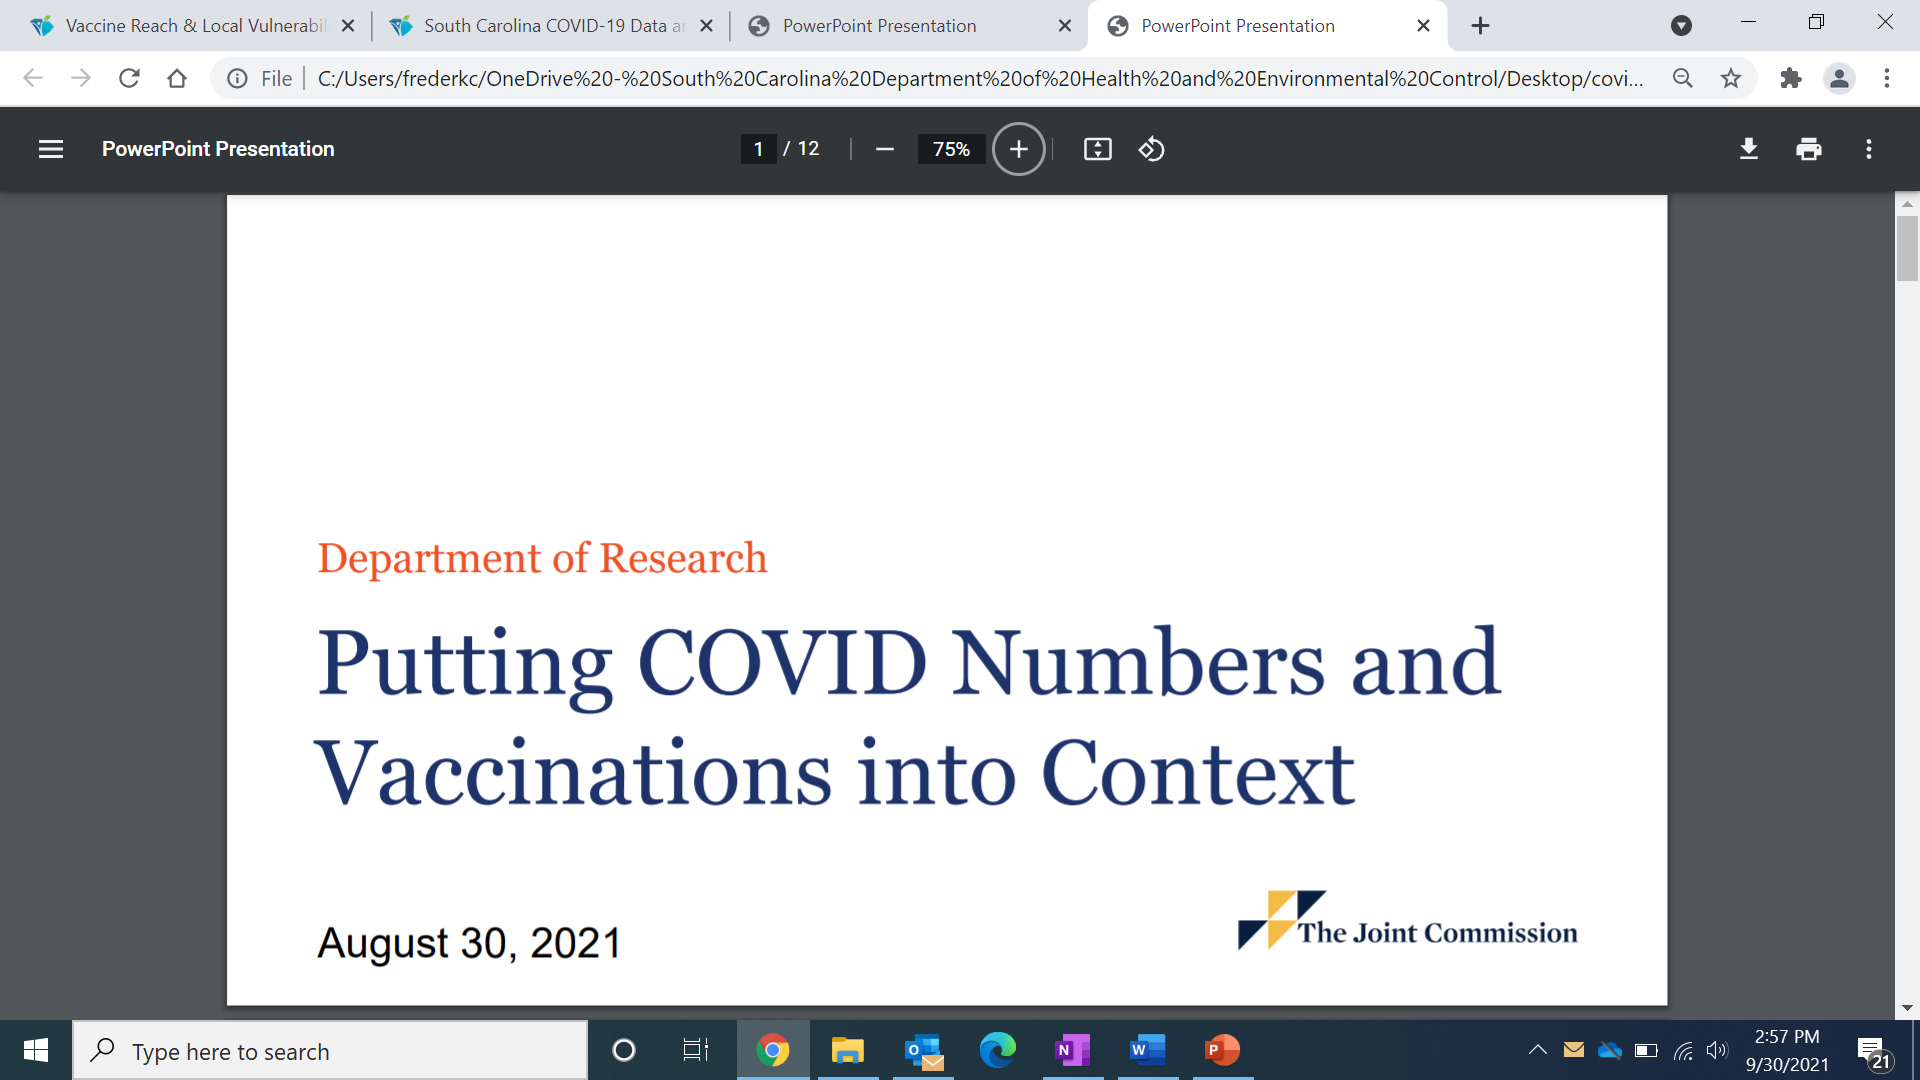 Vaccine Reach & Local Vulnerabil
South Carolina COVID-19 Data ar
PowerPoint Presentation
PowerPoint Presentation
File
C:/Users/frederkc/OneDrive%20-%20South%20Carolina%20Department%20of%20Health%20and%20Environmental%20Control/Desktop/covi...
PowerPoint Presentation
1 / 12
75%
Department of Research
Putting COVID Numbers and
Vaccinations into Context
August 30, 2021
The Joint Commission
Type here to search
2:57 PM
9/30/2021
21